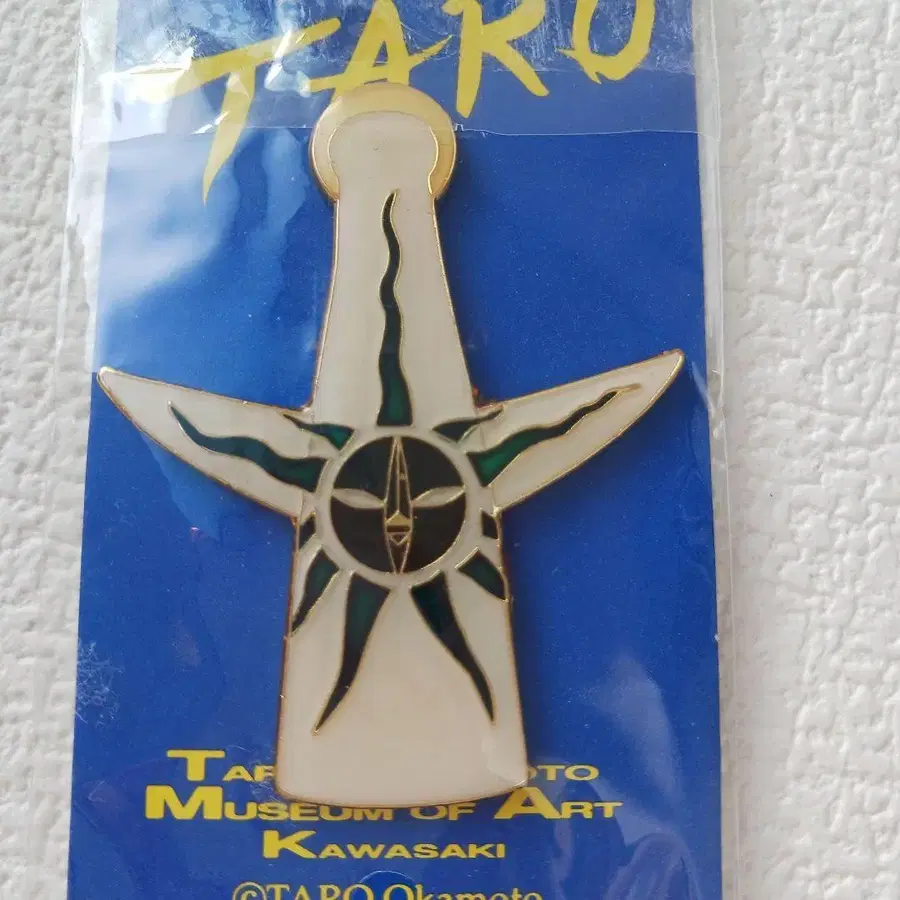 TARO
MUSEUM OF ART
KAWASAKI
©TARO Okamoto